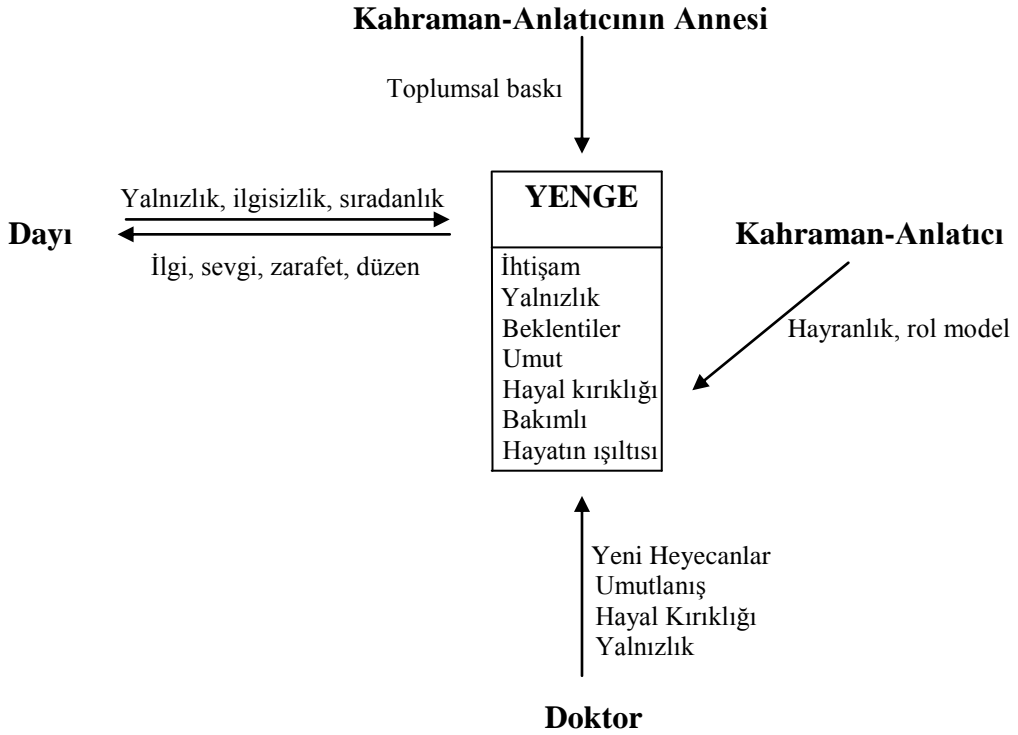 Kahraman-Anlatıcının Annesi
Toplumsal baskı
Yalnızlık, ilgisizlik, sıradanlık
Dayı
İlgi, sevgi, zarafet, düzen
YENGE
İhtişam
Yalnızlık
Beklentiler
Umut
Hayal kırıklığı
Bakımlı
Hayatın ışıltısı
Kahraman-Anlatıcı
Hayranlık, rol model
Yeni Heyecanlar
Umutlanış
Hayal Kırıklığı
Yalnızlık
Doktor